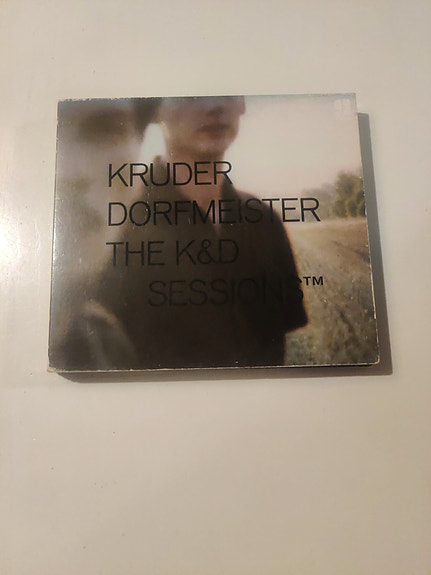 KRUDER
DORFMEISTER
THE K&D
SESSIONS™